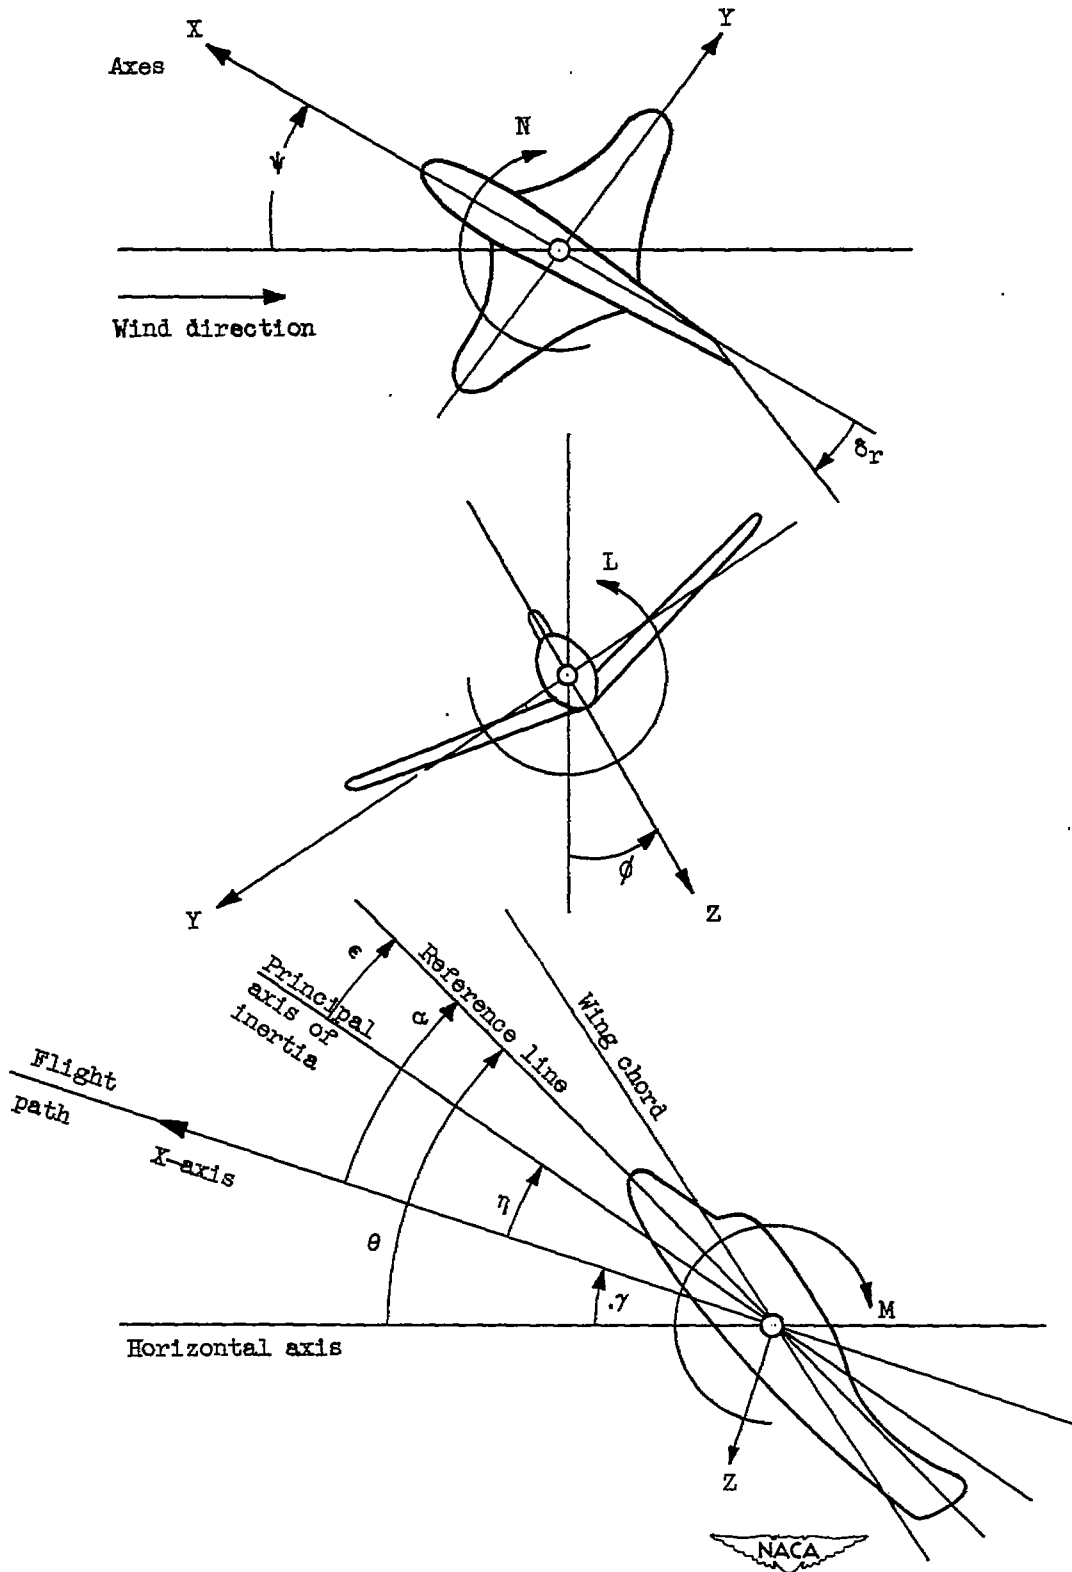 X
Y
Axes
N
ψ
Wind direction
δr
L
Y
ϕ
Z
ϵ
Reference line
Principal
axis of
inertia
α
Wing chord
Flight
path
X-axis
η
θ
γ
M
Horizontal axis
Z
NACA